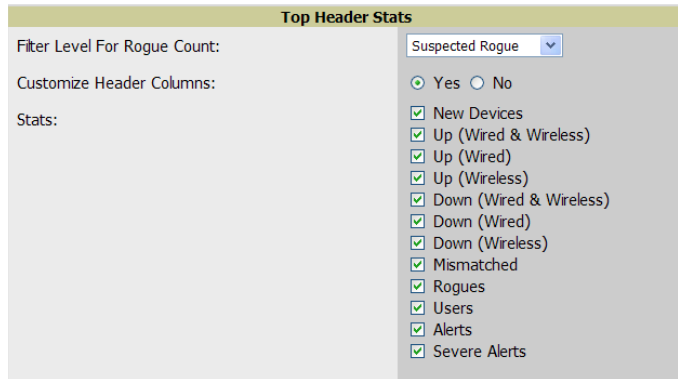 Top Header Stats
Filter Level For Rogue Count: Suspected Rogue
Customize Header Columns: Yes No
Stats: New Devices
Up (Wired & Wireless)
Up (Wired)
Up (Wireless)
Down (Wired & Wireless)
Down (Wired)
Down (Wireless)
Mismatched
Rogues
Users
Alerts
Severe Alerts